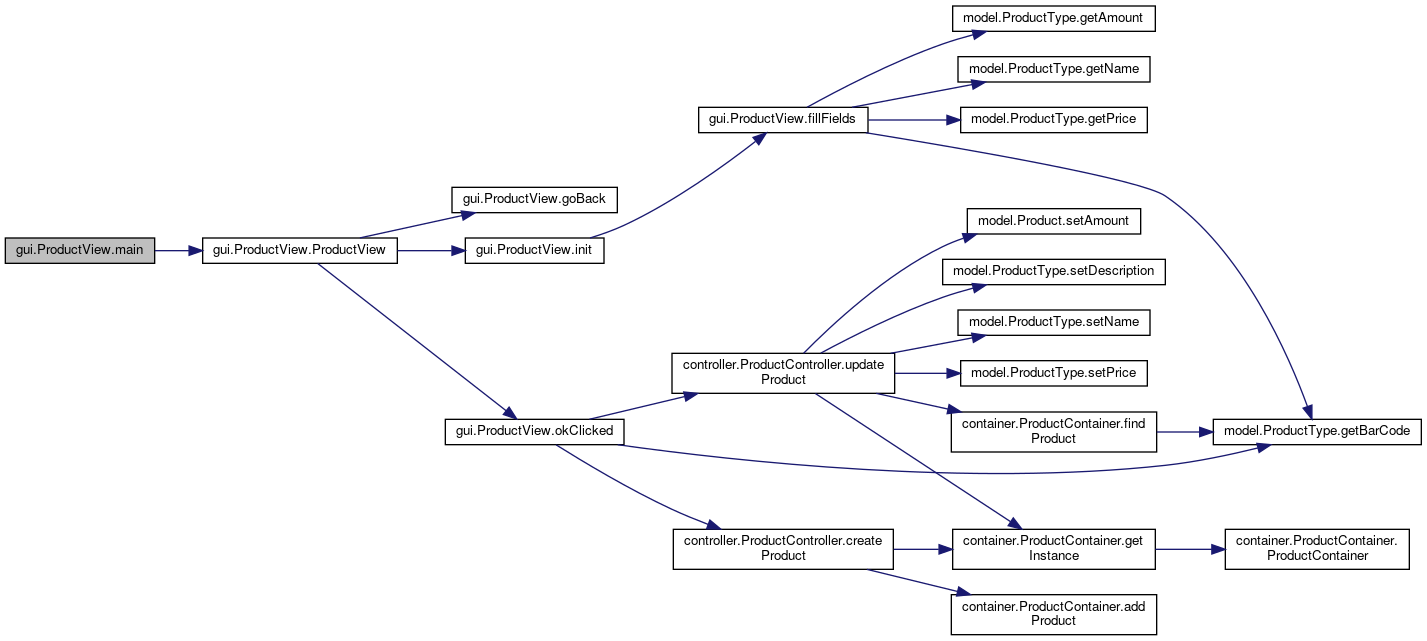 model.ProductType.getAmount
model.ProductType.getName
gui.ProductView.fillFields
model.ProductType.getPrice
gui.ProductView.goBack
model.Product.setAmount
gui.ProductView.main
gui.ProductView.ProductView
gui.ProductView.init
model.ProductType.setDescription
model.ProductType.setName
controller.ProductController.update
Product
model.ProductType.setPrice
gui.ProductView.okClicked
container.ProductContainer.find
Product
model.ProductType.getBarCode
controller.ProductController.create
Product
container.ProductContainer.get
Instance
container.ProductContainer.
ProductContainer
container.ProductContainer.add
Product